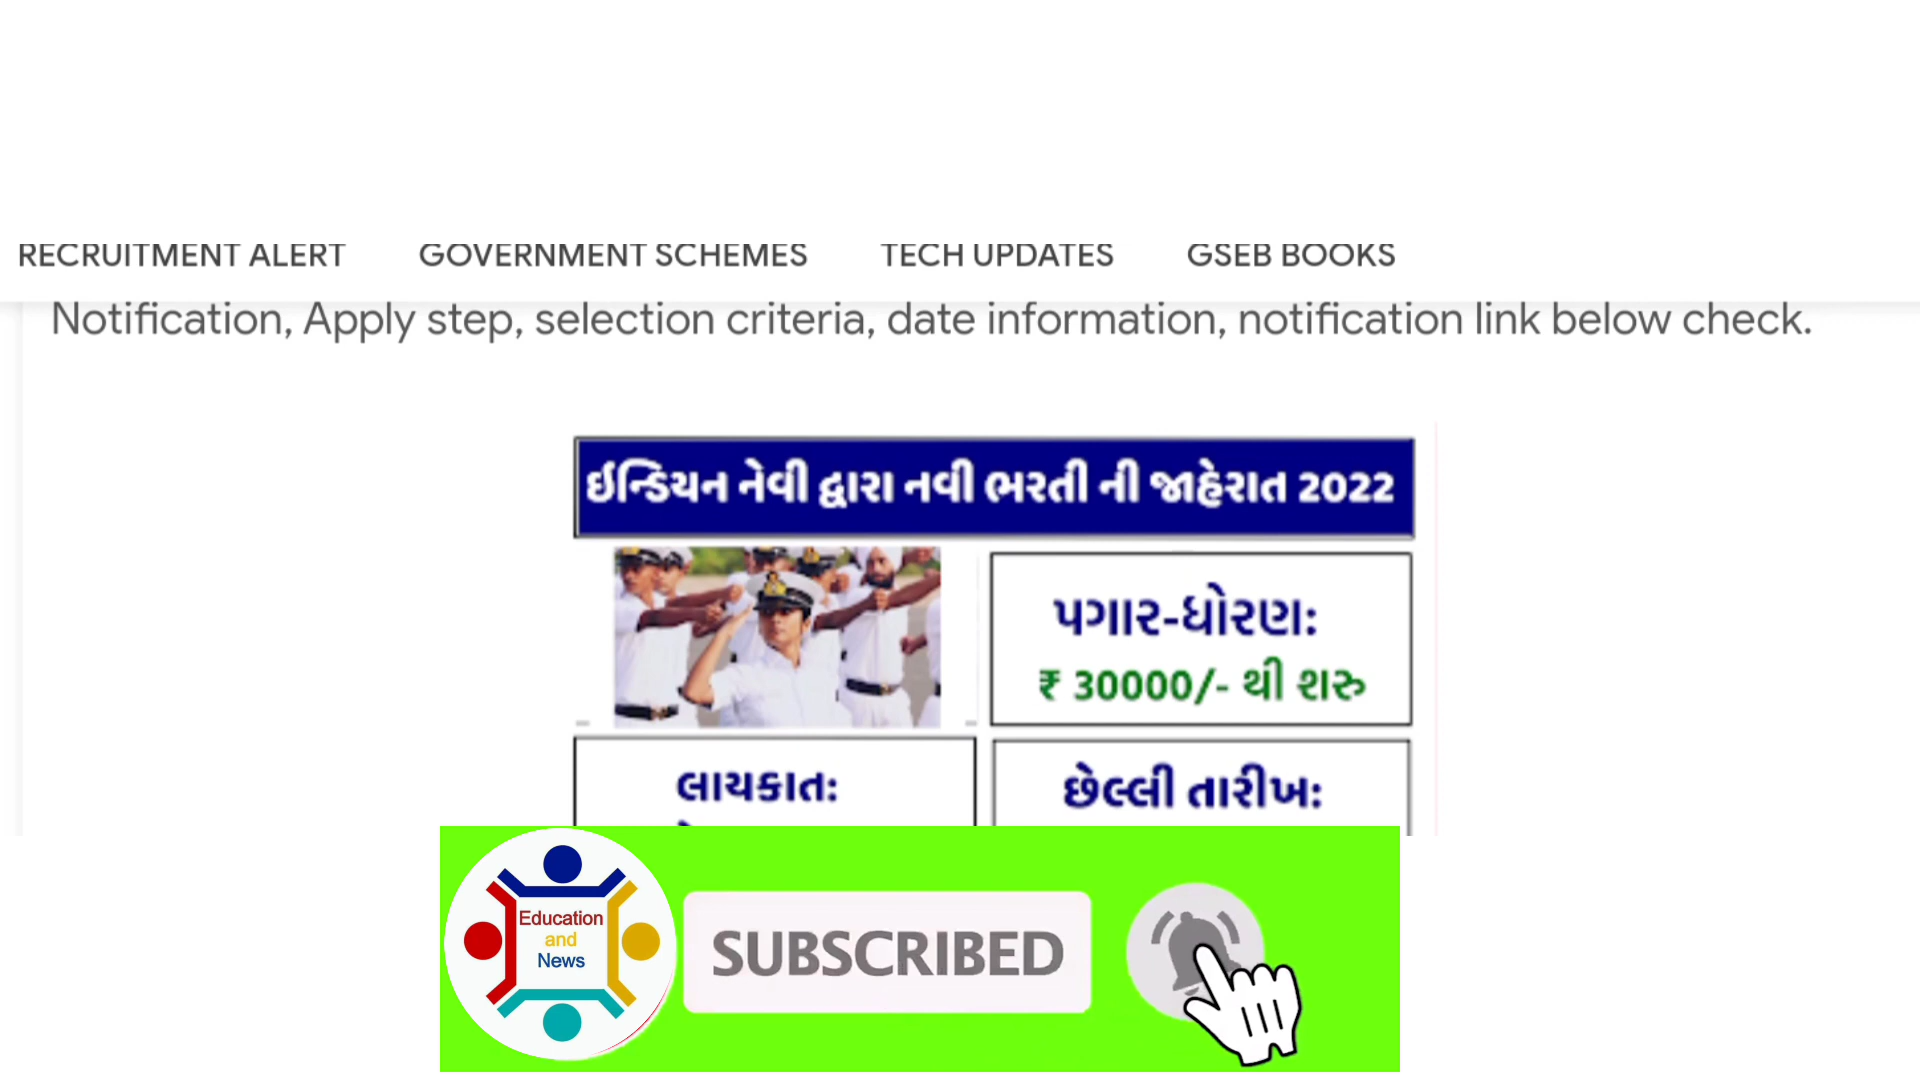 RECRUITMENT ALERT GOVERNMENT SCHEMES TECH UPDATES GSEB BOOKS
Notification, Apply step, selection criteria, date information, notification link below check.
ઇન્ડિયન નેવી દ્વારા નવી ભરતી ની જાહેરાત 2022
પગાર-ધોરણ:
₹ 30000/- થી શરુ
લાયકાત:
છેલ્લી તારીખ:
Education
and
News
SUBSCRIBED